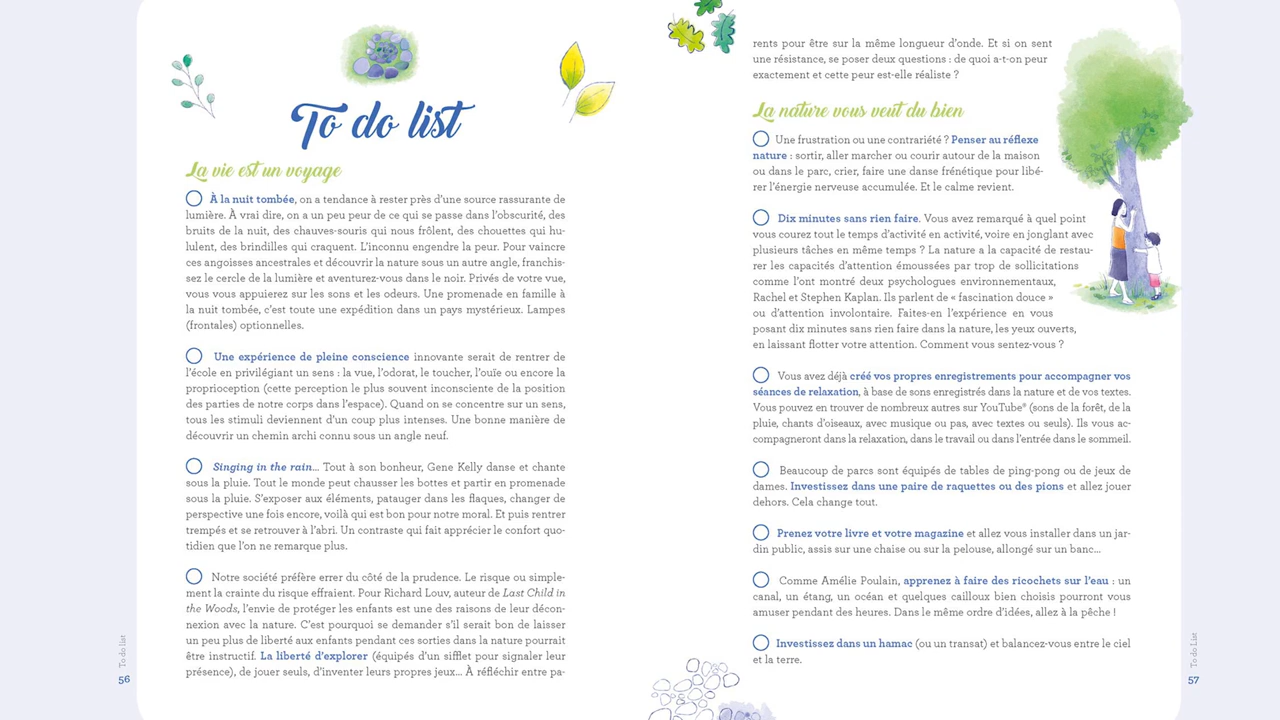 To do list
La vie est un voyage
À la nuit tombée, on a tendance à rester près d'une source rassurante de
lumière. À vrai dire, on a un peu peur de ce qui se passe dans l'obscurité, des
bruits de la nuit, des chauves-souris qui nous frôlent, des chouettes qui hu-
lulent, des brindilles qui craquent. L'inconnu engendre la peur. Pour vaincre
ces angoisses ancestrales et découvrir la nature sous un autre angle, franchis-
sez le cercle de la lumière et aventurez-vous dans le noir. Privés de votre vue,
vous vous appuierez sur les sons et les odeurs. Une promenade en famille à
la nuit tombée, c'est toute une expédition dans un pays mystérieux. Lampes
(frontales) optionnelles.
Une expérience de pleine conscience innovante serait de rentrer de
l'école en privilégiant un sens : la vue, l'odorat, le toucher, l'ouïe ou encore la
proprioception (cette perception le plus souvent inconsciente de la position
des parties de notre corps dans l'espace). Quand on se concentre sur un sens,
tous les stimuli deviennent d'un coup plus intenses. Une bonne manière de
découvrir un chemin archi connu sous un angle neuf.
Singing in the rain... Tout à son bonheur, Gene Kelly danse et chante
sous la pluie. Tout le monde peut chausser les bottes et partir en promenade
sous la pluie. S'exposer aux éléments, patauger dans les flaques, changer de
perspective une fois encore, voilà qui est bon pour notre moral. Et puis rentrer
trempés et se retrouver à l'abri. Un contraste qui fait apprécier le confort quo-
tidien que l'on ne remarque plus.
Notre société préfère errer du côté de la prudence. Le risque ou simple-
ment la crainte du risque effraient. Pour Richard Louv, auteur de Last Child in
the Woods, l'envie de protéger les enfants est une des raisons de leur décon-
nexion avec la nature. C'est pourquoi se demander s'il serait bon de laisser
un peu plus de liberté aux enfants pendant ces sorties dans la nature pourrait
être instructif. La liberté d'explorer (équipés d'un sifflet pour signaler leur
présence), de jouer seuls, d'inventer leurs propres jeux... À réfléchir entre pa-
To do list
56
rents pour être sur la même longueur d'onde. Et si on sent
une résistance, se poser deux questions : de quoi a-t-on peur
exactement et cette peur est-elle réaliste ?
La nature vous veut du bien
Une frustration ou une contrariété ? Penser au réflexe
nature : sortir, aller marcher ou courir autour de la maison
ou dans le parc, crier, faire une danse frénétique pour libé-
rer l'énergie nerveuse accumulée. Et le calme revient.
Dix minutes sans rien faire. Vous avez remarqué à quel point
vous courez tout le temps d'activité en activité, voire en jonglant avec
plusieurs tâches en même temps ? La nature a la capacité de restau-
rer les capacités d'attention émoussées par trop de sollicitations
comme l'ont montré deux psychologues environnementaux,
Rachel et Stephen Kaplan. Ils parlent de « fascination douce »
ou d'attention involontaire. Faites-en l'expérience en vous
posant dix minutes sans rien faire dans la nature, les yeux ouverts,
en laissant flotter votre attention. Comment vous sentez-vous ?
Vous avez déjà créé vos propres enregistrements pour accompagner vos
séances de relaxation, à base de sons enregistrés dans la nature et de vos textes.
Vous pouvez en trouver de nombreux autres sur YouTube® (sons de la forêt, de la
pluie, chants d'oiseaux, avec musique ou pas, avec textes ou seuls). Ils vous ac-
compagneront dans la relaxation, dans le travail ou dans l'entrée dans le sommeil.
Beaucoup de parcs sont équipés de tables de ping-pong ou de jeux de
dames. Investissez dans une paire de raquettes ou des pions et allez jouer
dehors. Cela change tout.
Prenez votre livre et votre magazine et allez vous installer dans un jar-
din public, assis sur une chaise ou sur la pelouse, allongé sur un banc...
Comme Amélie Poulain, apprenez à faire des ricochets sur l'eau : un
canal, un étang, un océan et quelques cailloux bien choisis pourront vous
amuser pendant des heures. Dans le même ordre d'idées, allez à la pêche !
Investissez dans un hamac (ou un transat) et balancez-vous entre le ciel
et la terre.
To do List
57